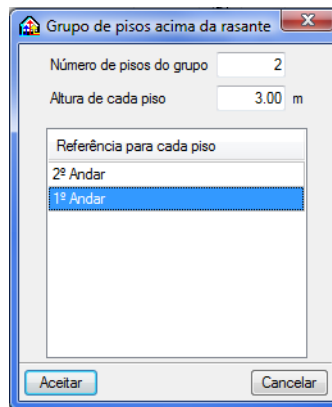 Grupo de pisos acima da rasante
Número de pisos do grupo 2
Altura de cada piso 3.00 m
Referência para cada piso
2º Andar
1º Andar
Aceitar Cancelar